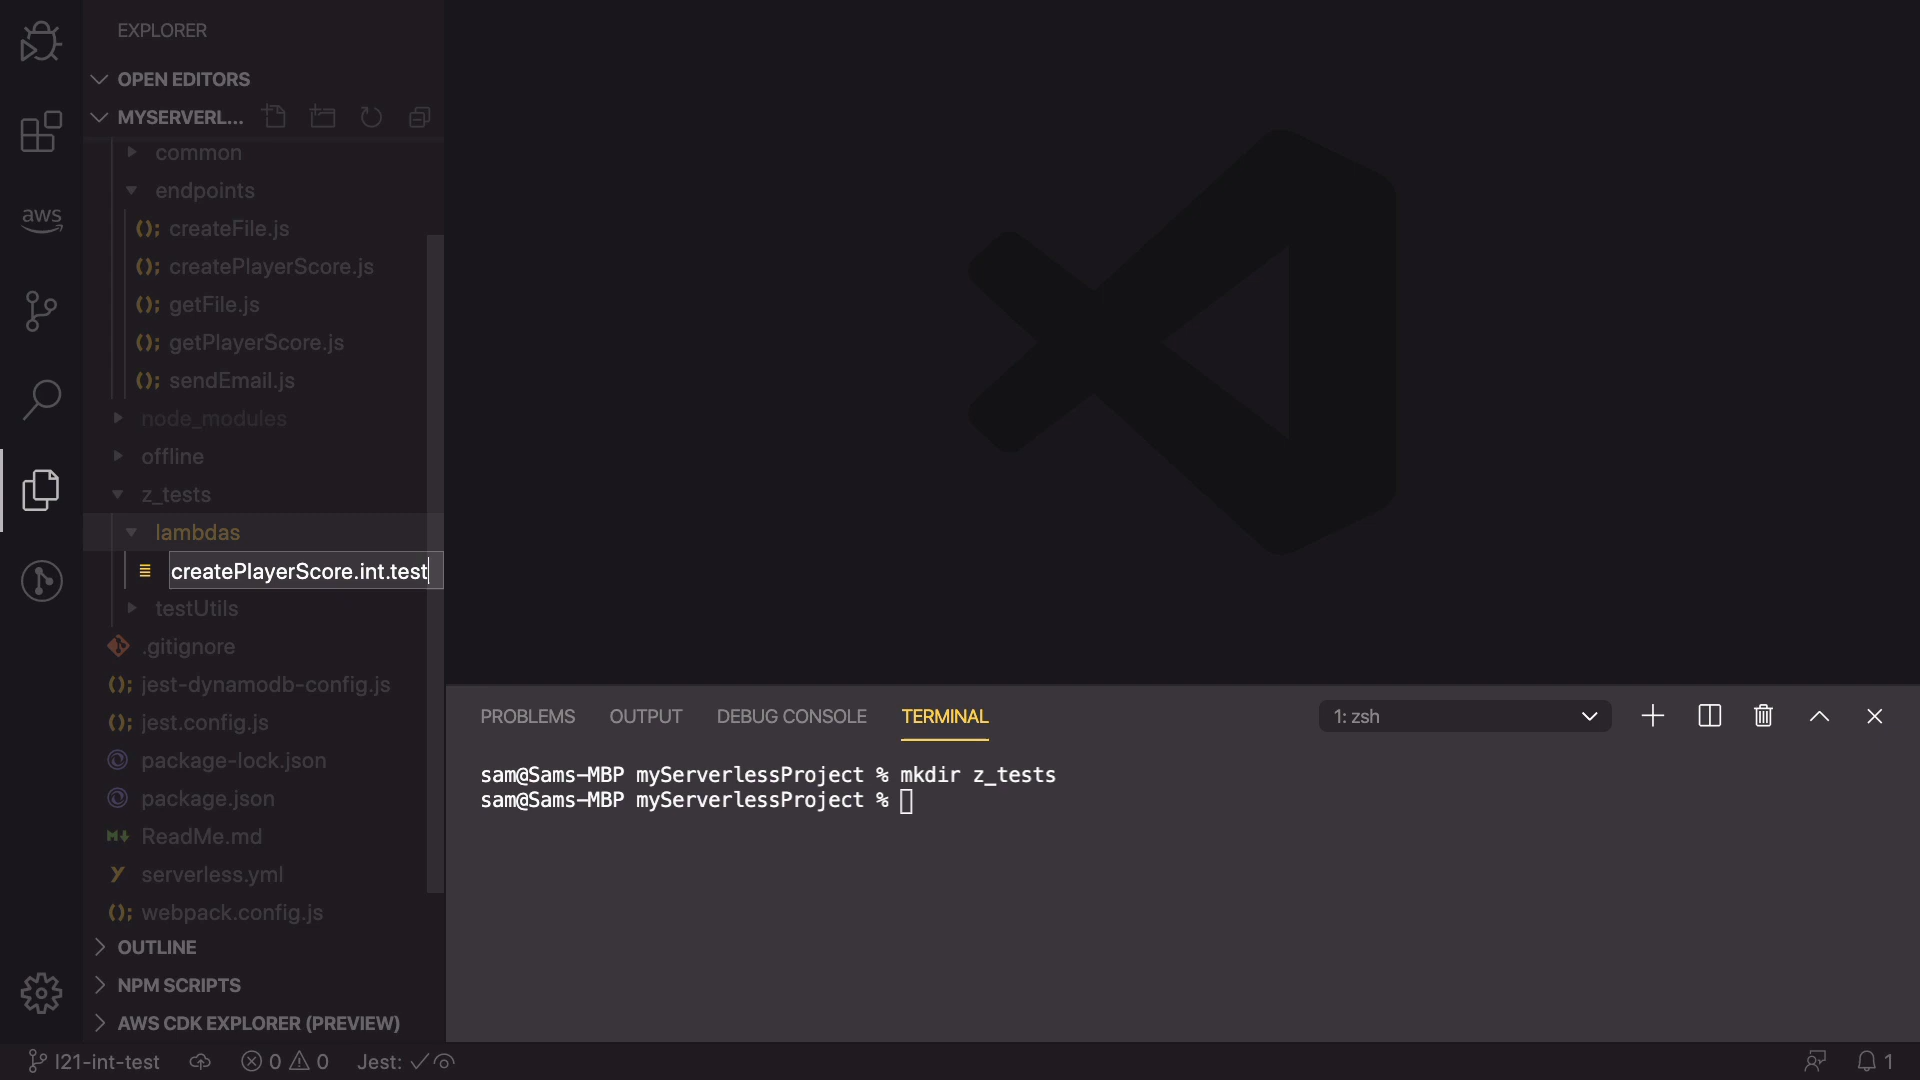 EXPLORER
OPEN EDITORS
MYSERVERL...
common
endpoints
(); createFile.js
(); createPlayerScore.js
(); getFile.js
(); getPlayerScore.js
(); sendEmail.js
node_modules
offline
z_tests
lambdas
createPlayerScore.int.test
testUtils
.gitignore
(); jest-dynamodb-config.js
(); jest.config.js
package-lock.json
package.json
M↓ ReadMe.md
Y serverless.yml
(); webpack.config.js
OUTLINE
NPM SCRIPTS
AWS CDK EXPLORER (PREVIEW)
aws
PROBLEMS OUTPUT DEBUG CONSOLE TERMINAL 1: zsh
sam@Sams-MBP myServerlessProject % mkdir z_tests
sam@Sams-MBP myServerlessProject %
l21-int-test 0 0 Jest: 1